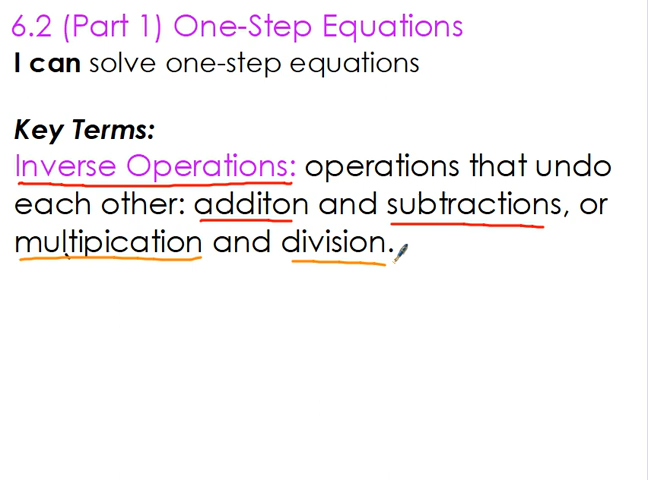 6.2 (Part 1) One-Step Equations
I can solve one-step equations
Key Terms:
Inverse Operations: operations that undo
each other: additon and subtractions, or
multipication and division.